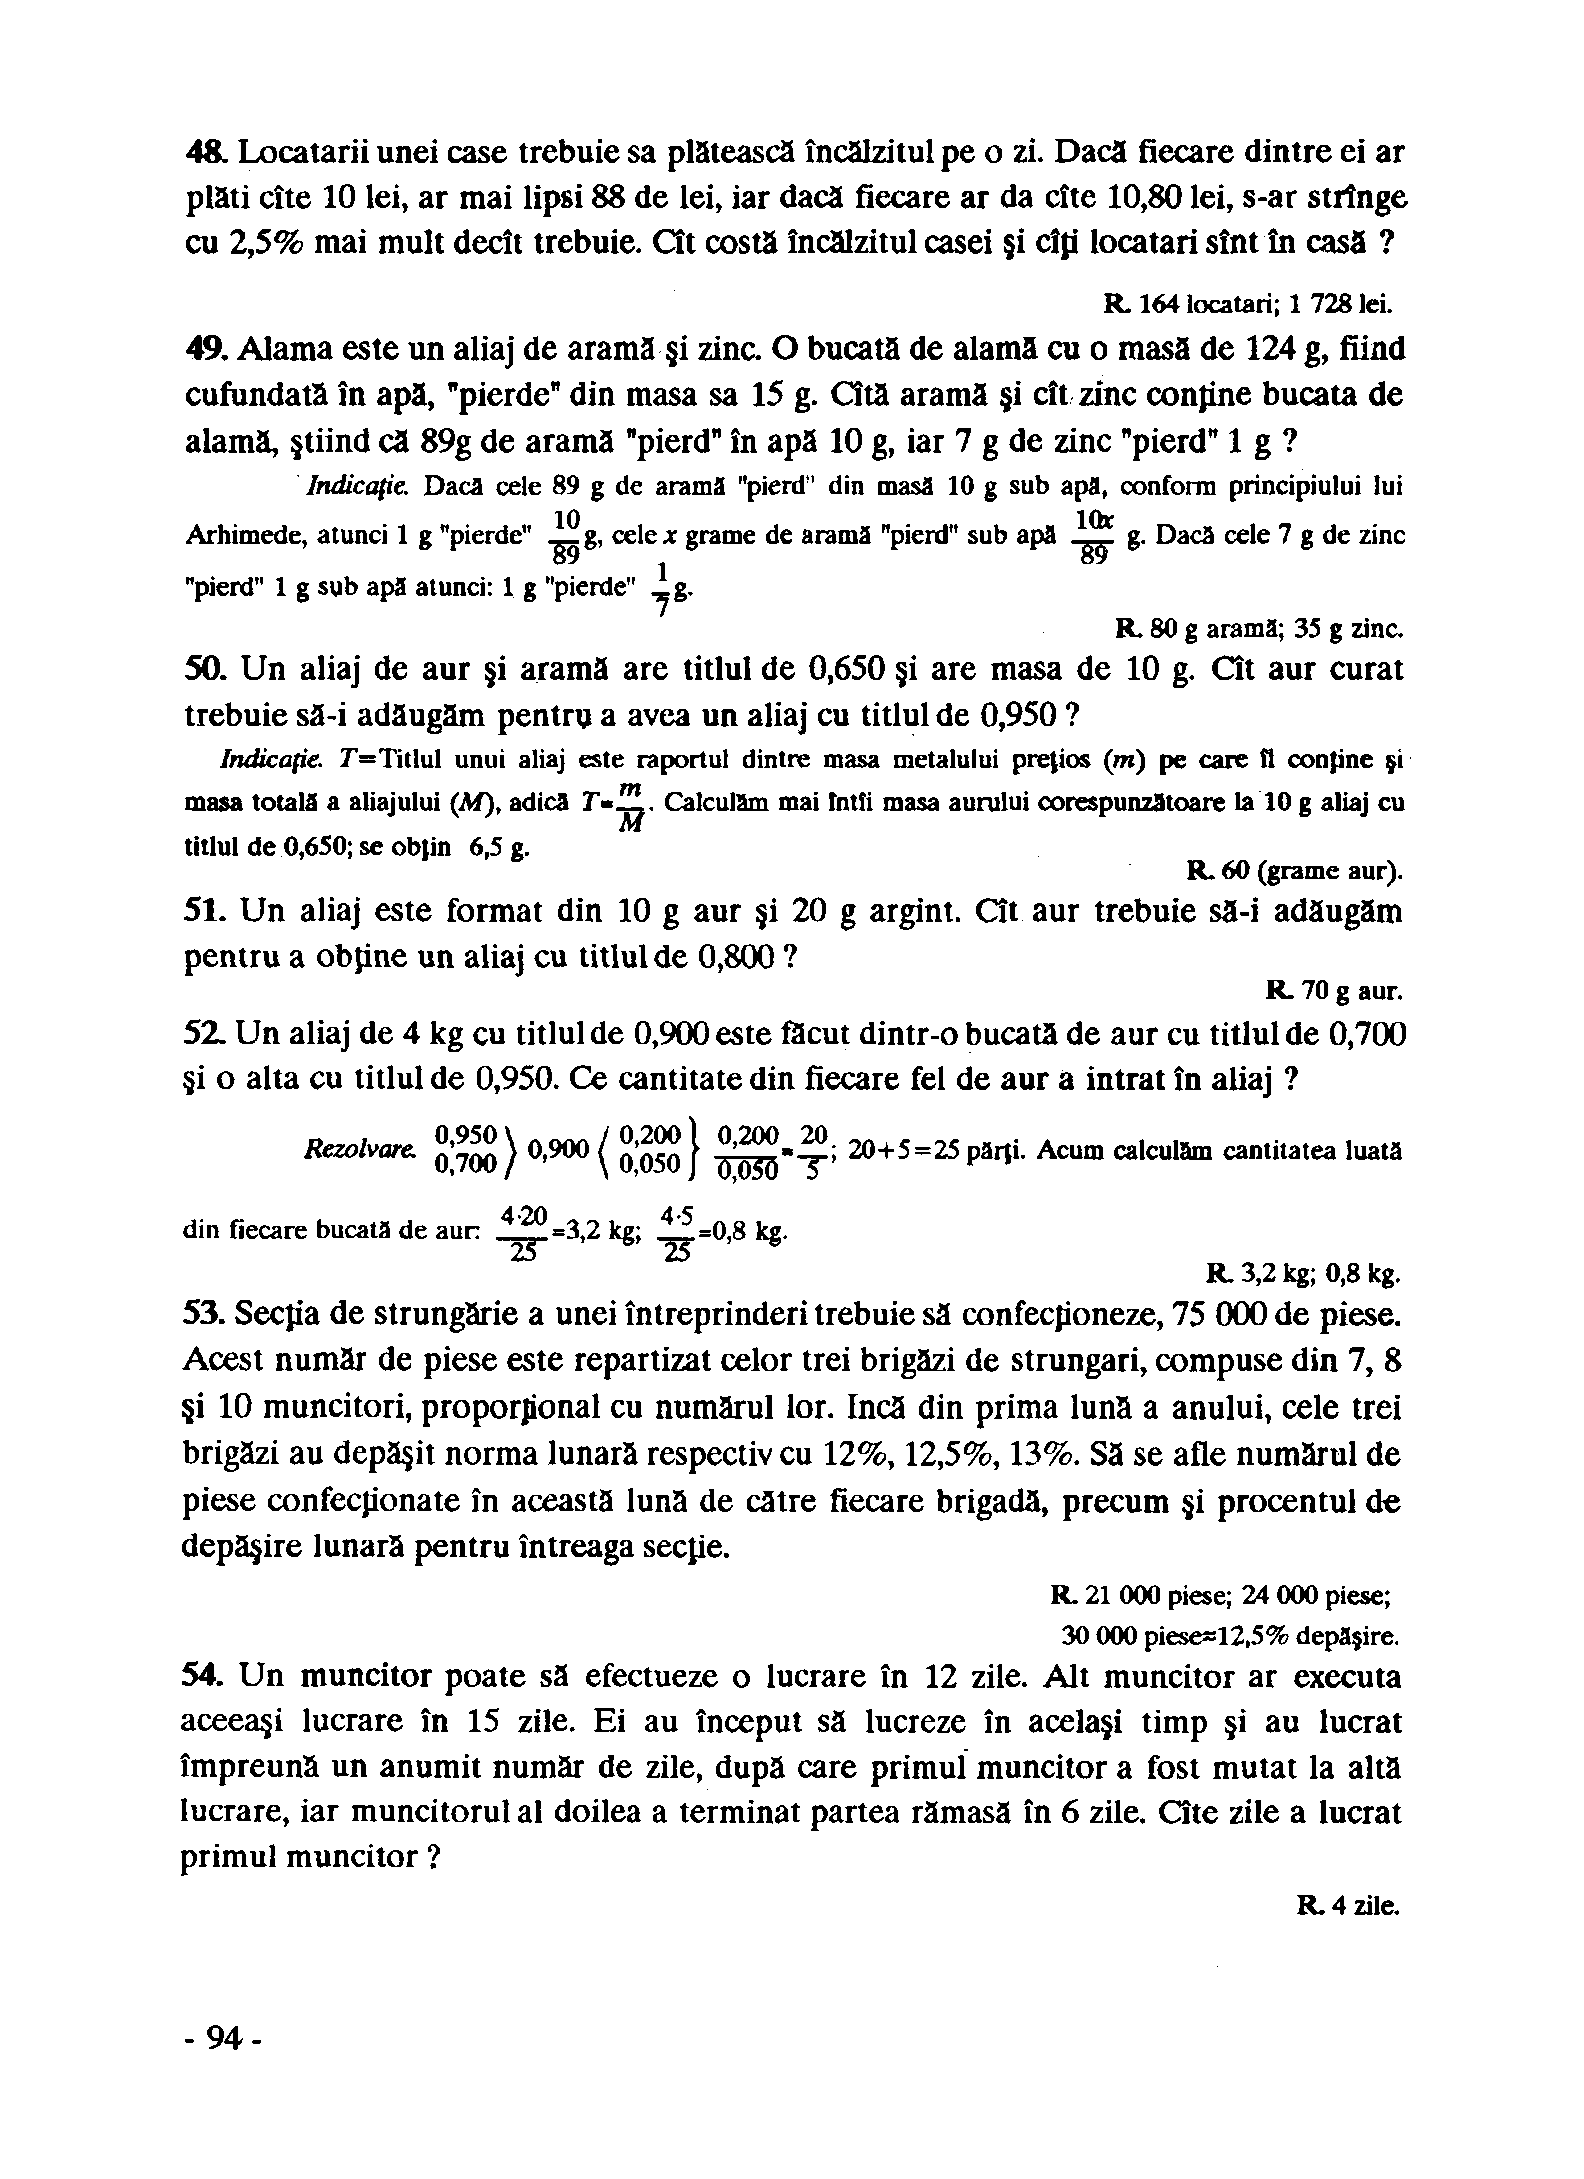 48. Locatarii unei case trebuie sa plătească încălzitul pe o zi. Dacă fiecare dintre ei ar
plăti cîte 10 lei, ar mai lipsi 88 de lei, iar dacă fiecare ar da cîte 10,80 lei, s-ar strînge
cu 2,5% mai mult decît trebuie. Cît costă încălzitul casei şi cîţi locatari sînt în casă ?
R. 164 locatari; 1 728 lei.
49. Alama este un aliaj de aramă şi zinc. O bucată de alamă cu o masă de 124 g, fiind
cufundată în apă, "pierde" din masa sa 15 g. Cîtă aramă şi cît zinc conţine bucata de
alamă, ştiind că 89g de aramă "pierd" în apă 10 g, iar 7 g de zinc "pierd" 1 g ?
Indicaţie. Dacă cele 89 g de aramă "pierd" din masă 10 g sub apă, conform principiului lui
Arhimede, atunci 1 g "pierde" 10/89 g, cele x grame de aramă "pierd" sub apă 10x/89 g. Dacă cele 7 g de zinc
"pierd" 1 g sub apă atunci: 1 g "pierde" 1/7 g.
R. 80 g aramă; 35 g zinc.
50. Un aliaj de aur şi aramă are titlul de 0,650 şi are masa de 10 g. Cît aur curat
trebuie să-i adăugăm pentru a avea un aliaj cu titlul de 0,950 ?
Indicaţie. T=Titlul unui aliaj este raportul dintre masa metalului preţios (m) pe care îl conţine şi
masa totală a aliajului (M), adică T=m/M. Calculăm mai întîi masa aurului corespunzătoare la 10 g aliaj cu
titlul de 0,650; se obţin 6,5 g.
R. 60 (grame aur).
51. Un aliaj este format din 10 g aur şi 20 g argint. Cît aur trebuie să-i adăugăm
pentru a obţine un aliaj cu titlul de 0,800 ?
R. 70 g aur.
52. Un aliaj de 4 kg cu titlul de 0,900 este făcut dintr-o bucată de aur cu titlul de 0,700
şi o alta cu titlul de 0,950. Ce cantitate din fiecare fel de aur a intrat în aliaj ?
Rezolvare. 0,950 0,700 \ / 0,900 / \ 0,200 0,050 } 0,200/0,050=20/5; 20+5=25 părţi. Acum calculăm cantitatea luată
din fiecare bucată de aur: 4·20/25=3,2 kg; 4·5/25=0,8 kg.
R. 3,2 kg; 0,8 kg.
53. Secţia de strungărie a unei întreprinderi trebuie să confecţioneze, 75 000 de piese.
Acest număr de piese este repartizat celor trei brigăzi de strungari, compuse din 7, 8
şi 10 muncitori, proporţional cu numărul lor. Incă din prima lună a anului, cele trei
brigăzi au depăşit norma lunară respectiv cu 12%, 12,5%, 13%. Să se afle numărul de
piese confecţionate în această lună de către fiecare brigadă, precum şi procentul de
depăşire lunară pentru întreaga secţie.
R. 21 000 piese; 24 000 piese;
30 000 piese≈12,5% depăşire.
54. Un muncitor poate să efectueze o lucrare în 12 zile. Alt muncitor ar executa
aceeaşi lucrare în 15 zile. Ei au început să lucreze în acelaşi timp şi au lucrat
împreună un anumit număr de zile, după care primul muncitor a fost mutat la altă
lucrare, iar muncitorul al doilea a terminat partea rămasă în 6 zile. Cîte zile a lucrat
primul muncitor ?
R. 4 zile.
- 94 -